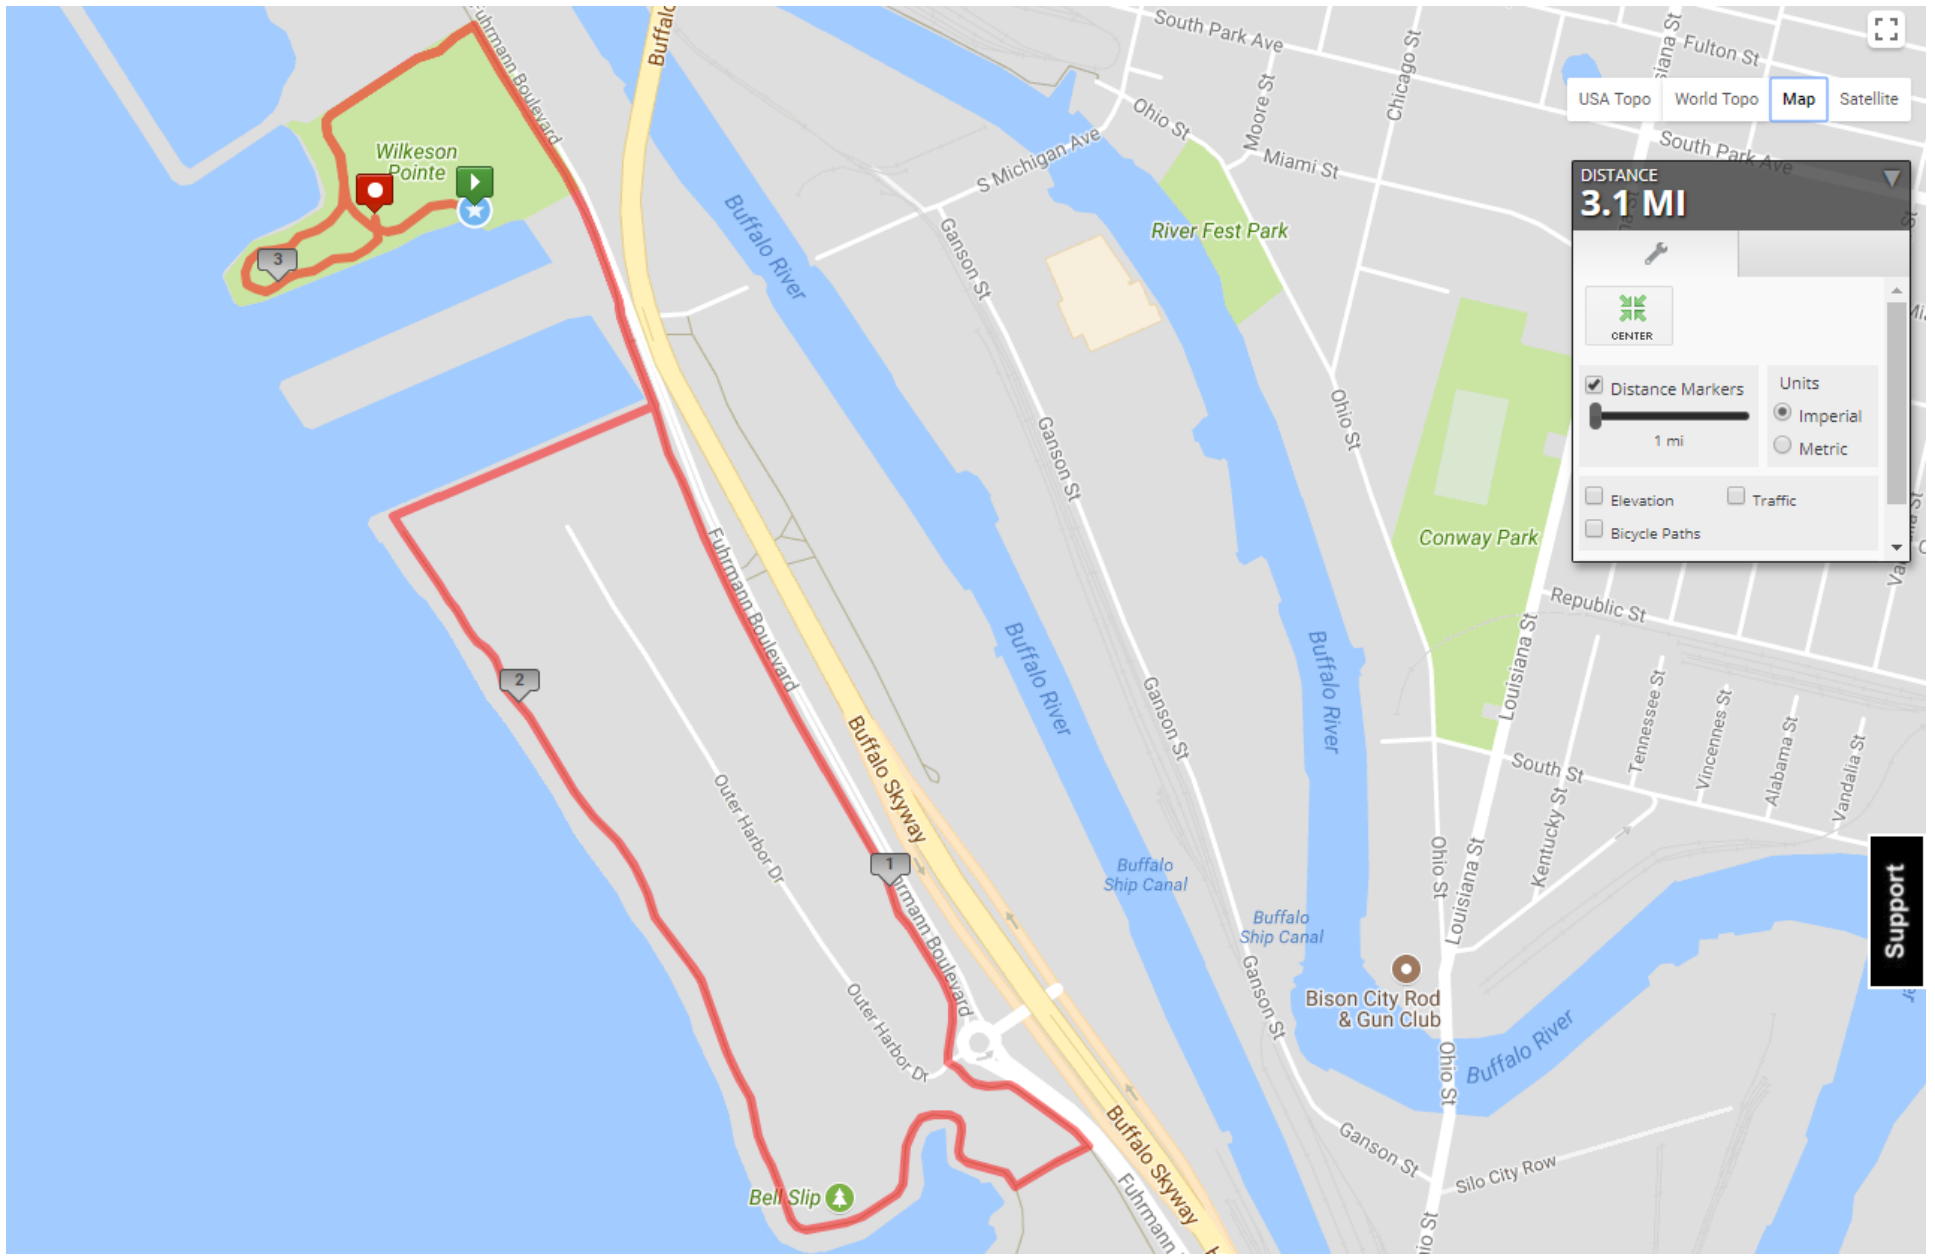 Fuhrmann Boulevard
Buffalo
South Park Ave
Chicago St
Fulton St
USA Topo
World Topo
Map
Satellite
Ohio St
Moore St
Miami St
S Michigan Ave
South Park Ave
Wilkeson
Pointe
DISTANCE
3.1 MI
Buffalo River
Ganson St
River Fest Park
3
CENTER
Distance Markers
1 mi
Units
Imperial
Metric
Elevation
Traffic
Bicycle Paths
Ohio St
Ganson St
Conway Park
Fuhrmann Boulevard
Republic St
Louisiana St
Buffalo River
Buffalo River
2
Ganson St
Tennessee St
Vincennes St
Alabama St
Vandalia St
South St
Kentucky St
Buffalo Skyway
Outer Harbor Dr
1
Buffalo
Ship Canal
Buffalo
Ship Canal
Ohio St
Louisiana St
Support
Ganson St
Bison City Rod
& Gun Club
Outer Harbor Dr
Buffalo River
Ohio St
Buffalo Skyway
Ganson St
Silo City Row
Bell Slip
Fuhrmann